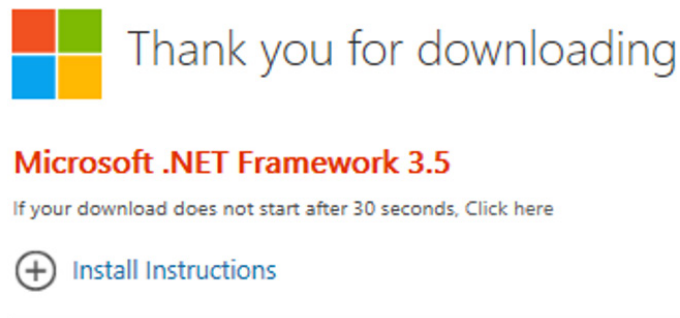 Thank you for downloading
Microsoft .NET Framework 3.5
If your download does not start after 30 seconds, Click here
Install Instructions